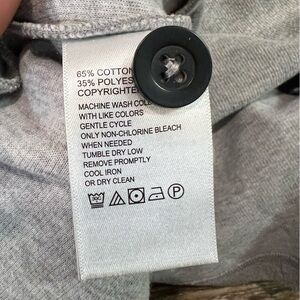 65% COTTON
35% POLYES
COPYRIGHTE
MACHINE WASH COL
WITH LIKE COLORS
GENTLE CYCLE
ONLY NON-CHLORINE BLEACH
WHEN NEEDED
TUMBLE DRY LOW
REMOVE PROMPTLY
COOL IRON
OR DRY CLEAN
P